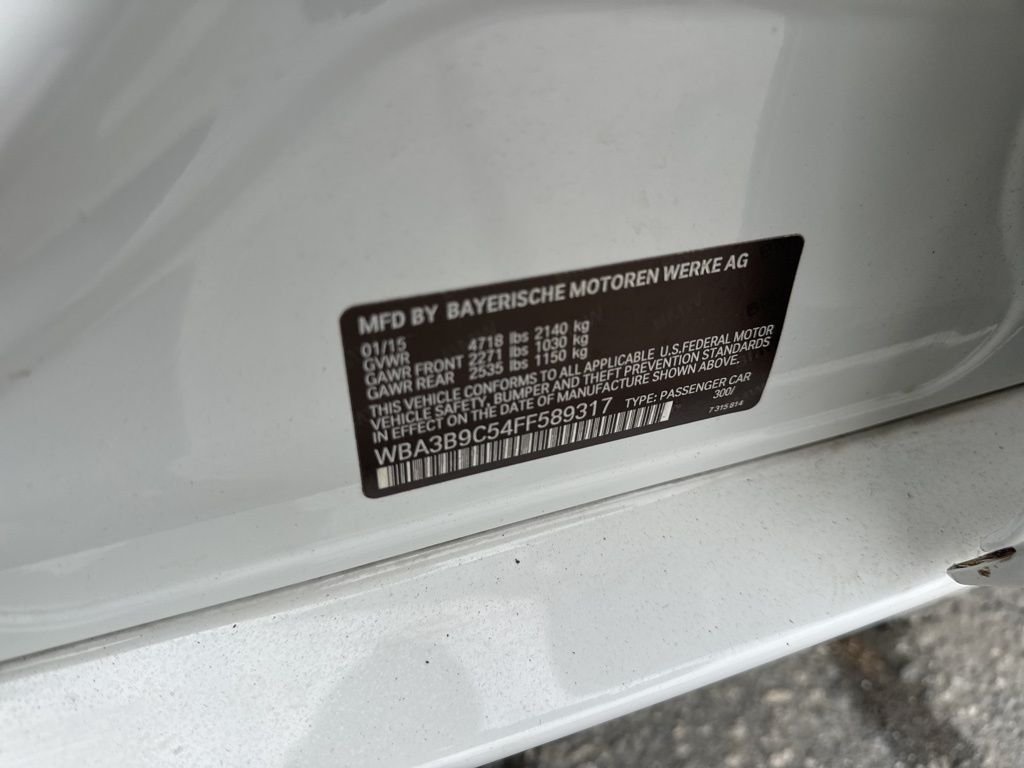 MFD BY BAYERISCHE MOTOREN WERKE AG
01/15
GVWR 4718 lbs 2140 kg
GAWR FRONT 2271 lbs 1030 kg
GAWR REAR 2535 lbs 1150 kg
THIS VEHICLE CONFORMS TO ALL APPLICABLE U.S.FEDERAL MOTOR
VEHICLE SAFETY, BUMPER AND THEFT PREVENTION STANDARDS
IN EFFECT ON THE DATE OF MANUFACTURE SHOWN ABOVE.
WBA3B9C54FF589317 TYPE: PASSENGER CAR
300/
7 315 814